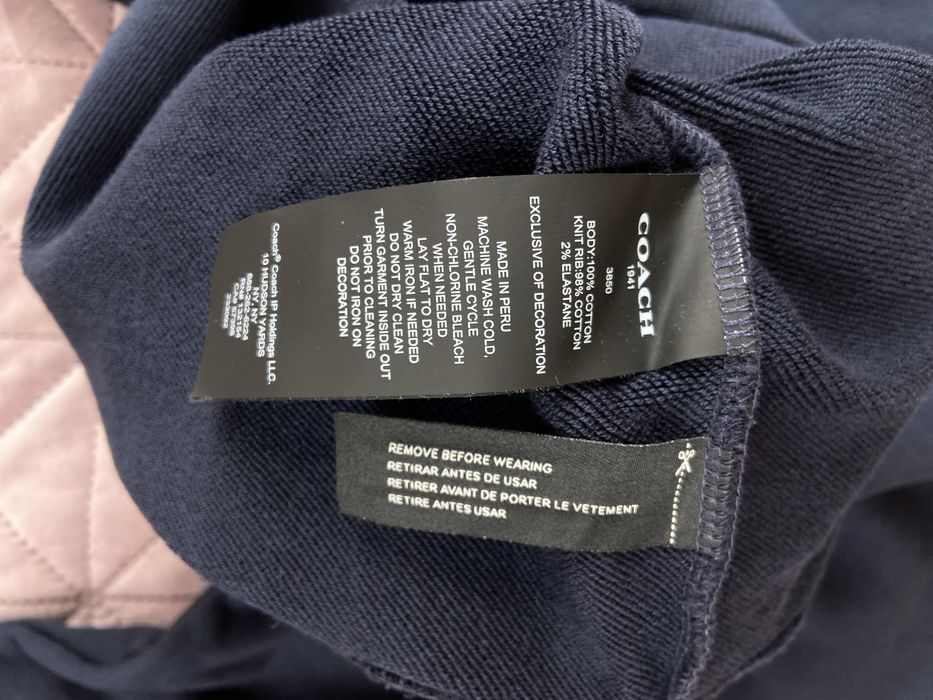 COACH
1941
3850
BODY:100% COTTON
KNIT RIB:98% COTTON
2% ELASTANE
EXCLUSIVE OF DECORATION
MADE IN PERU
MACHINE WASH COLD,
GENTLE CYCLE
NON-CHLORINE BLEACH
WHEN NEEDED
LAY FLAT TO DRY
WARM IRON IF NEEDED
DO NOT DRY CLEAN
TURN GARMENT INSIDE OUT
PRIOR TO CLEANING
DO NOT IRON ON
DECORATION
Coach® Coach IP Holdings LLC.
10 HUDSON YARDS
NY, NY
REMOVE BEFORE WEARING
RETIRAR ANTES DE USAR
RETIRER AVANT DE PORTER LE VETEMENT
RETIRE ANTES USAR